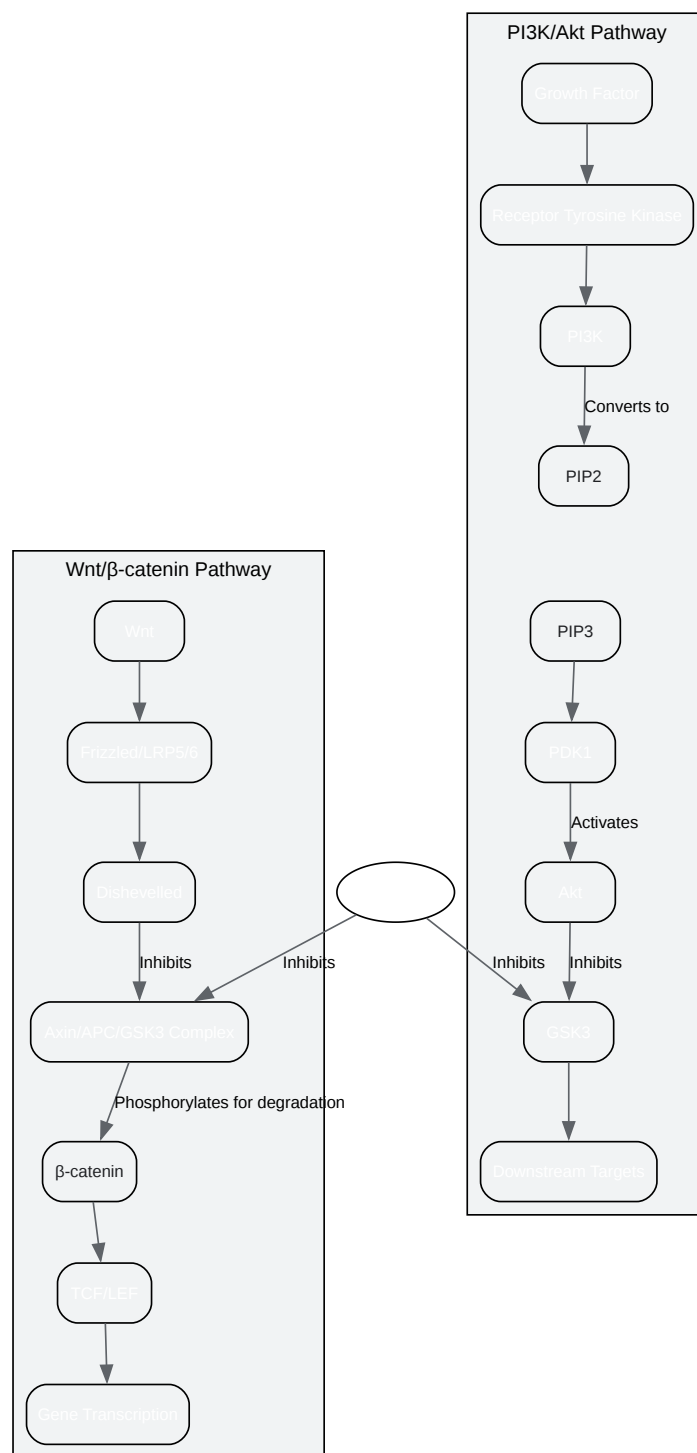 PI3K/Akt Pathway
Growth Factor
Receptor Tyrosine Kinase
PI3K
Converts to
PIP2
PIP3
PDK1
Activates
Akt
Inhibits
GSK3
Downstream Targets
Wnt/β-catenin Pathway
Wnt
Frizzled/LRP5/6
Dishevelled
Inhibits
Axin/APC/GSK3 Complex
Phosphorylates for degradation
β-catenin
TCF/LEF
Gene Transcription
Inhibits
Inhibits